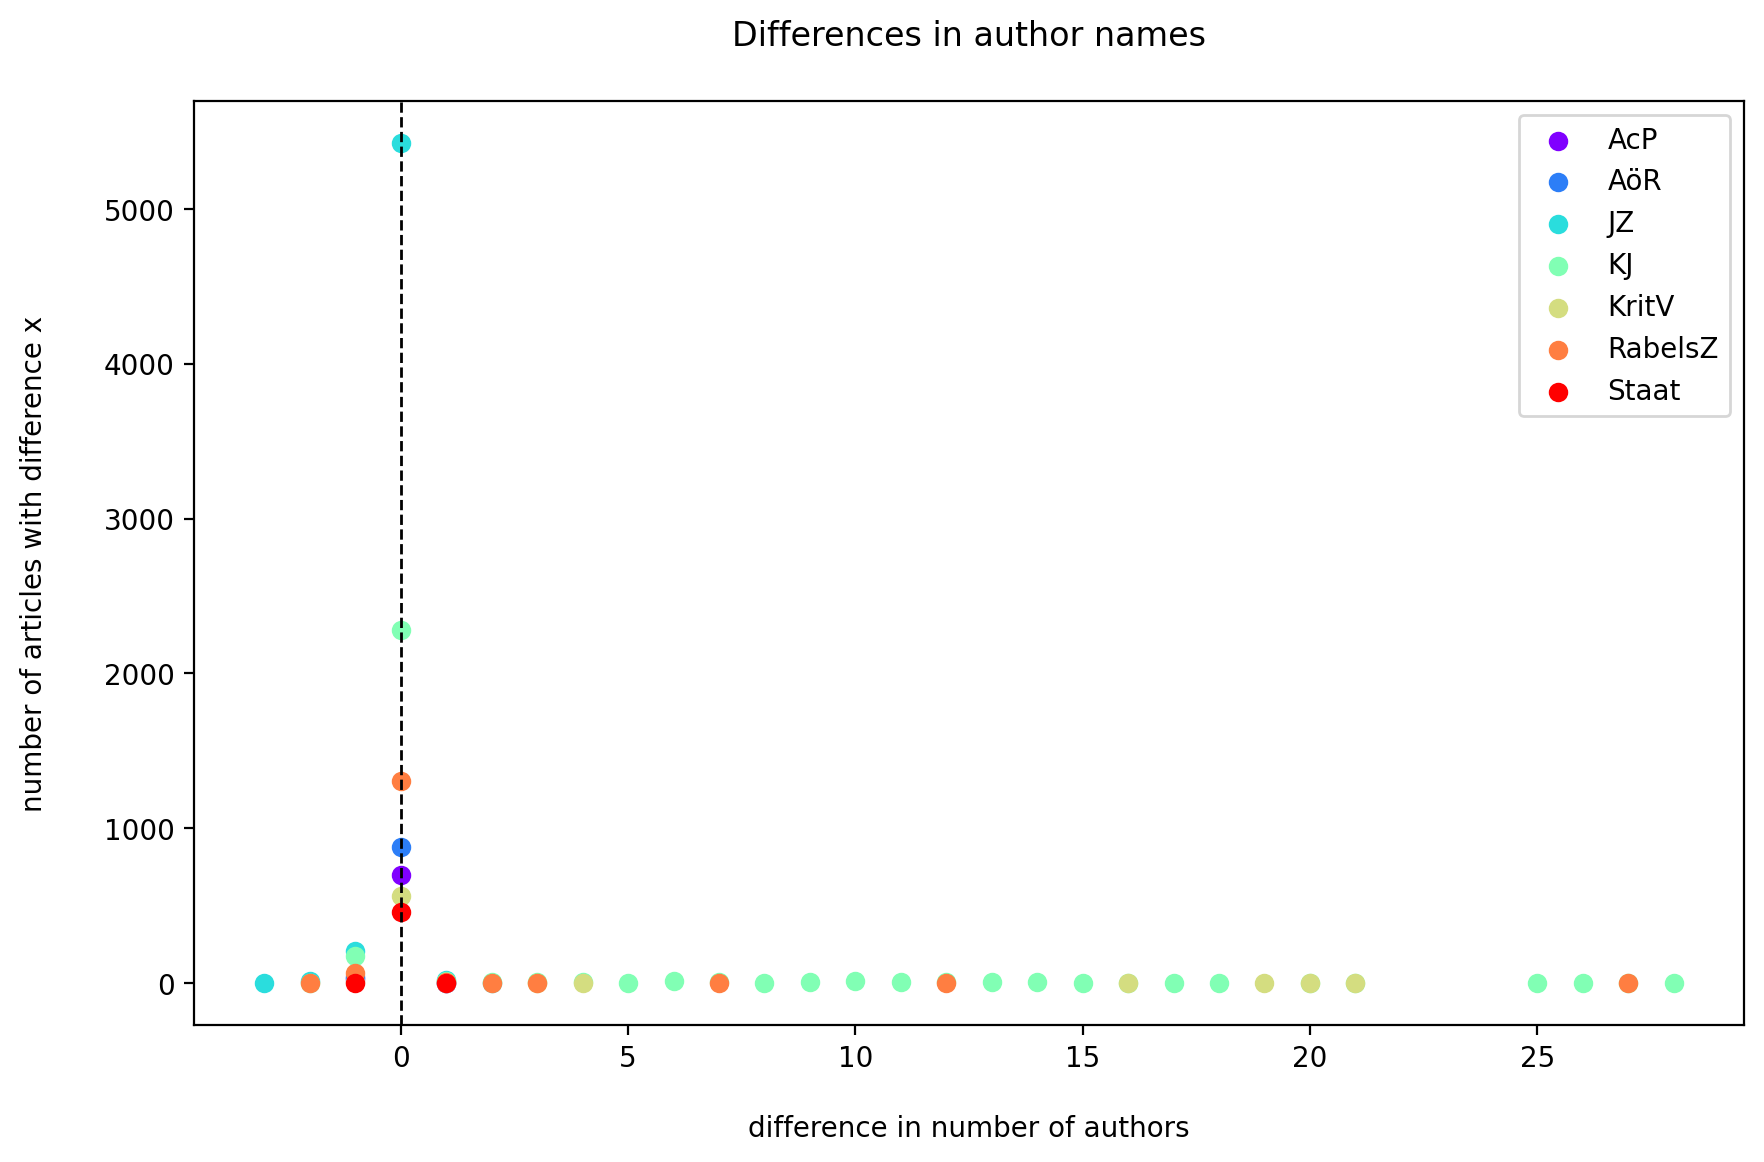 Differences in author names
number of articles with difference x
5000
4000
3000
2000
1000
0
0 5 10 15 20 25
difference in number of authors
AcP
AöR
JZ
KJ
KritV
RabelsZ
Staat